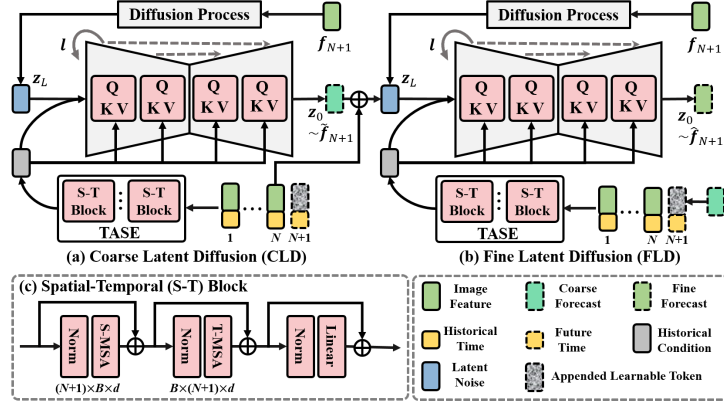 Diffusion Process
f_{N+1}
l
z_L
Q
K V
Q
K V
Q
K V
Q
K V
z_0
~f̃_{N+1}
S-T
Block
S-T
Block
TASE
1
N
N+1
(a) Coarse Latent Diffusion (CLD)
Diffusion Process
f_{N+1}
l
z_L
Q
K V
Q
K V
Q
K V
Q
K V
z_0
~f̂_{N+1}
S-T
Block
S-T
Block
TASE
1
N
N+1
(b) Fine Latent Diffusion (FLD)
(c) Spatial-Temporal (S-T) Block
Norm
S-MSA
Norm
T-MSA
Norm
Linear
(N+1)×B×d
B×(N+1)×d
Image
Feature
Coarse
Forecast
Fine
Forecast
Historical
Time
Future
Time
Historical
Condition
Latent
Noise
Appended Learnable Token